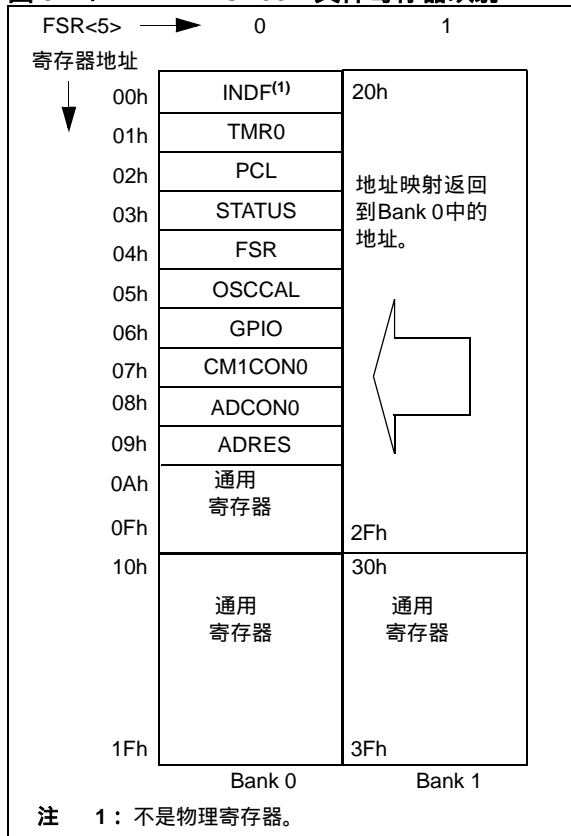 FSR<5> 0 1
寄存器地址
00h INDF(1) 20h
01h TMR0
02h PCL
地址映射返回
03h STATUS 到Bank 0中的
04h FSR 地址。
05h OSCCAL
06h GPIO
07h CM1CON0
08h ADCON0
09h ADRES
0Ah 通用
寄存器
0Fh 2Fh
10h 30h
通用 通用
寄存器 寄存器
1Fh 3Fh
Bank 0 Bank 1
注 1：不是物理寄存器。